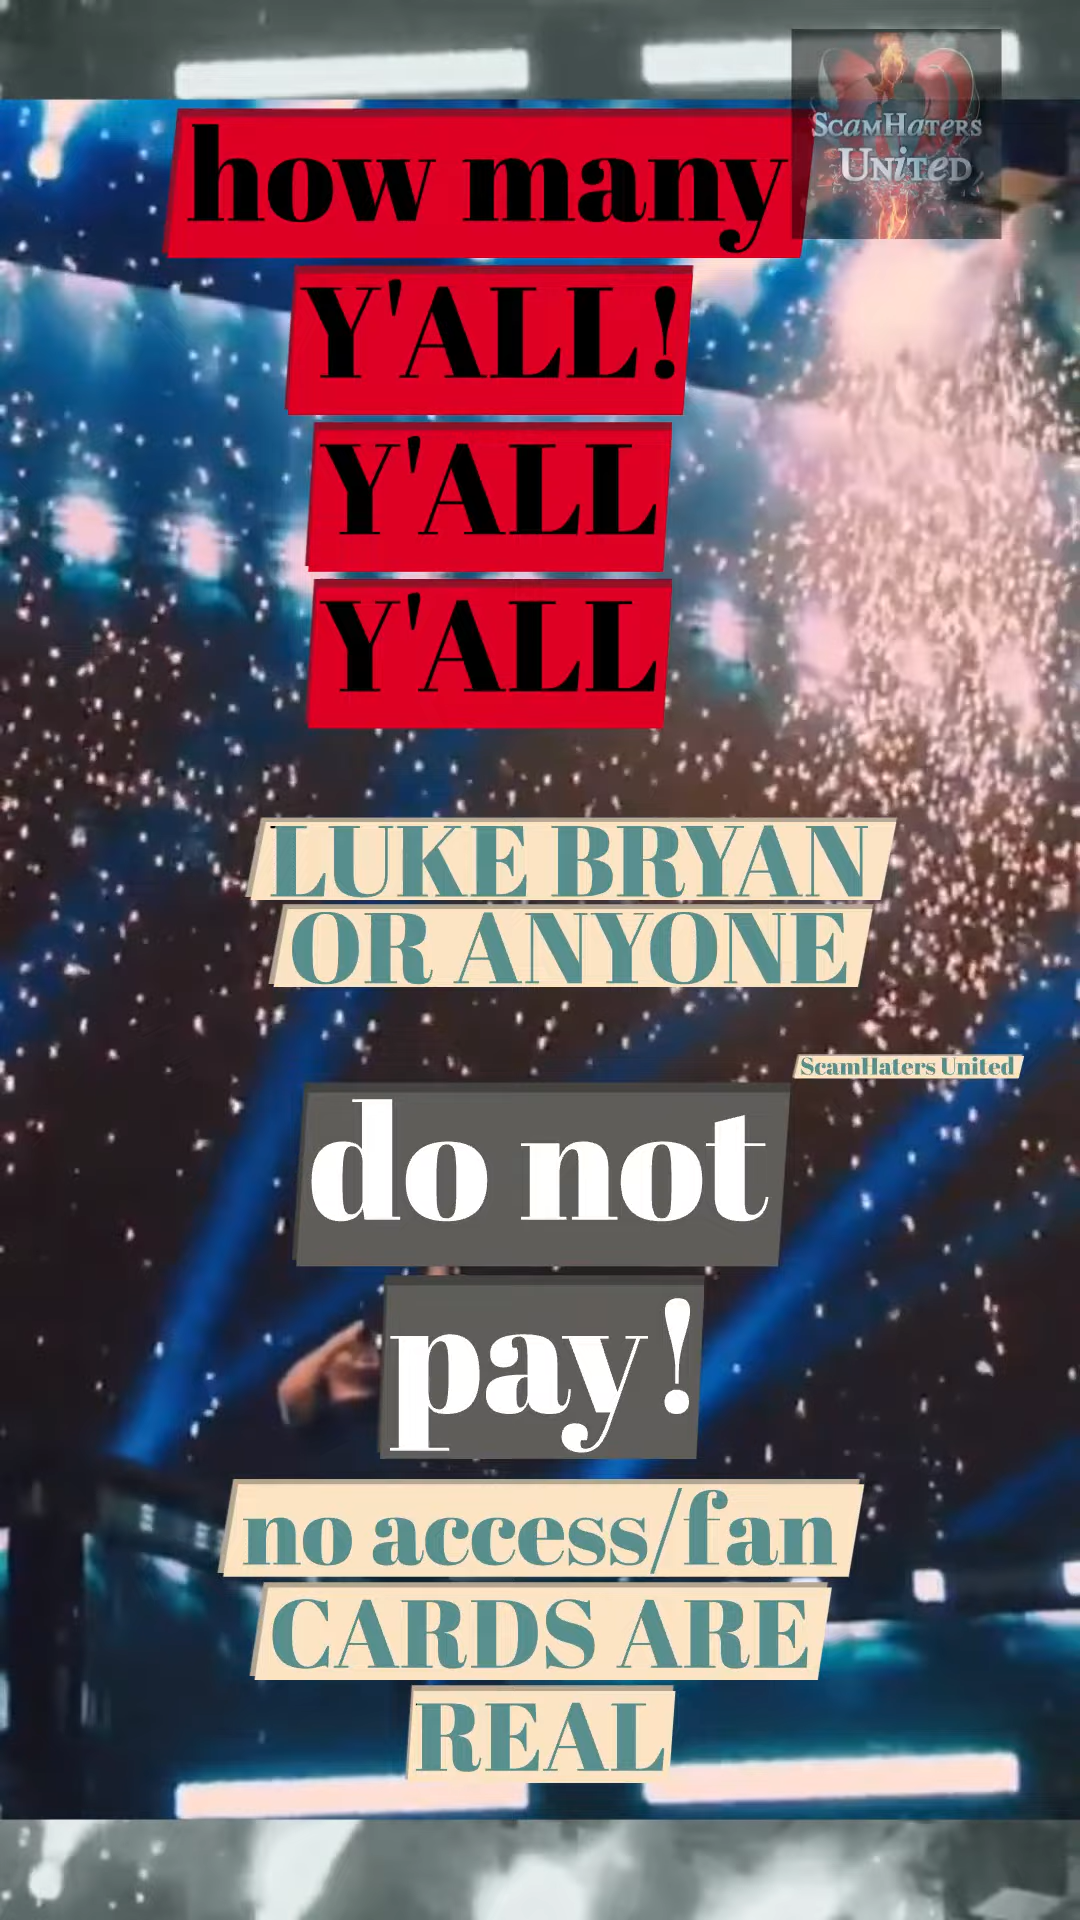 how many
Y'ALL!
Y'ALL
Y'ALL
SCAMHATERS
UNITED
LUKE BRYAN
OR ANYONE
ScamHaters United
do not
pay!
no access/fan
CARDS ARE
REAL